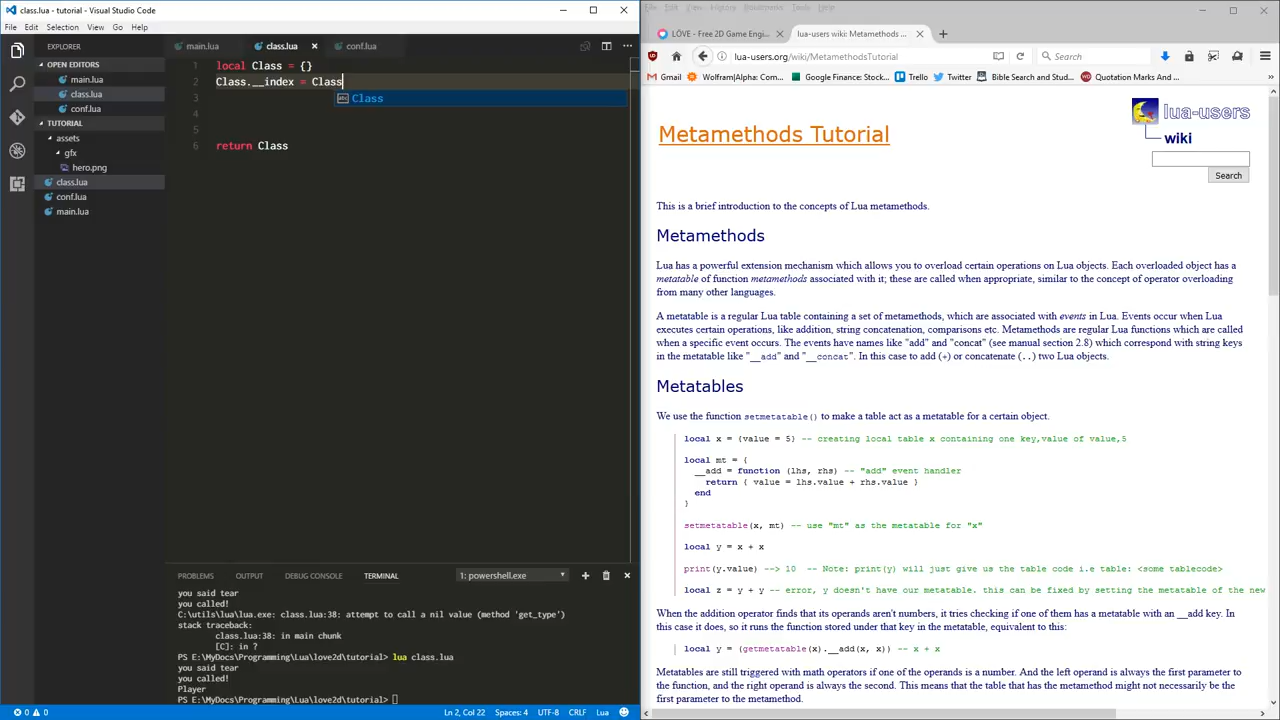 class.lua - tutorial - Visual Studio Code
File Edit Selection View Go Debug Tasks Help
EXPLORER
OPEN EDITORS
main.lua
class.lua
conf.lua
TUTORIAL
assets
gfx
hero.png
class.lua
conf.lua
main.lua
main.lua class.lua × conf.lua
1 local Class = {}
2 Class.__index = Class
abc Class
3
4
5
6 return Class
PROBLEMS OUTPUT DEBUG CONSOLE TERMINAL 1: powershell.exe
you said tear
you called!
C:\utils\lua\lua.exe: class.lua:38: attempt to call a nil value (method 'get_type')
stack traceback:
class.lua:38: in main chunk
[C]: in ?
PS E:\MyDocs\Programming\Lua\love2d\tutorial> lua class.lua
you said tear
you called!
Player
PS E:\MyDocs\Programming\Lua\love2d\tutorial>
0 0 Ln 2, Col 22 Spaces: 4 UTF-8 CRLF Lua
File Edit View History Bookmarks Tools Help
LÖVE - Free 2D Game Engi... lua-users wiki: Metamethods ...
lua-users.org/wiki/MetamethodsTutorial Search
Gmail Wolfram|Alpha: Com... Google Finance: Stock... Trello Twitter Bible Search and Stud... Quotation Marks And ...
lua-users
wiki
Metamethods Tutorial
Search
This is a brief introduction to the concepts of Lua metamethods.
Metamethods
Lua has a powerful extension mechanism which allows you to overload certain operations on Lua objects. Each overloaded object has a
metatable of function metamethods associated with it; these are called when appropriate, similar to the concept of operator overloading
from many other languages.
A metatable is a regular Lua table containing a set of metamethods, which are associated with events in Lua. Events occur when Lua
executes certain operations, like addition, string concatenation, comparisons etc. Metamethods are regular Lua functions which are called
when a specific event occurs. The events have names like "add" and "concat" (see manual section 2.8) which correspond with string keys
in the metatable like "__add" and "__concat". In this case to add (+) or concatenate (..) two Lua objects.
Metatables
We use the function setmetatable() to make a table act as a metatable for a certain object.
local x = {value = 5} -- creating local table x containing one key,value of value,5
local mt = {
__add = function (lhs, rhs) -- "add" event handler
return { value = lhs.value + rhs.value }
end
}
setmetatable(x, mt) -- use "mt" as the metatable for "x"
local y = x + x
print(y.value) --> 10 -- Note: print(y) will just give us the table code i.e table: <some tablecode>
local z = y + y -- error, y doesn't have our metatable. this can be fixed by setting the metatable of the new
When the addition operator finds that its operands aren't numbers, it tries checking if one of them has a metatable with an __add key. In
this case it does, so it runs the function stored under that key in the metatable, equivalent to this:
local y = (getmetatable(x).__add(x, x)) -- x + x
Metatables are still triggered with math operators if one of the operands is a number. And the left operand is always the first parameter to
the function, and the right operand is always the second. This means that the table that has the metamethod might not necessarily be the
first parameter to the metamethod.